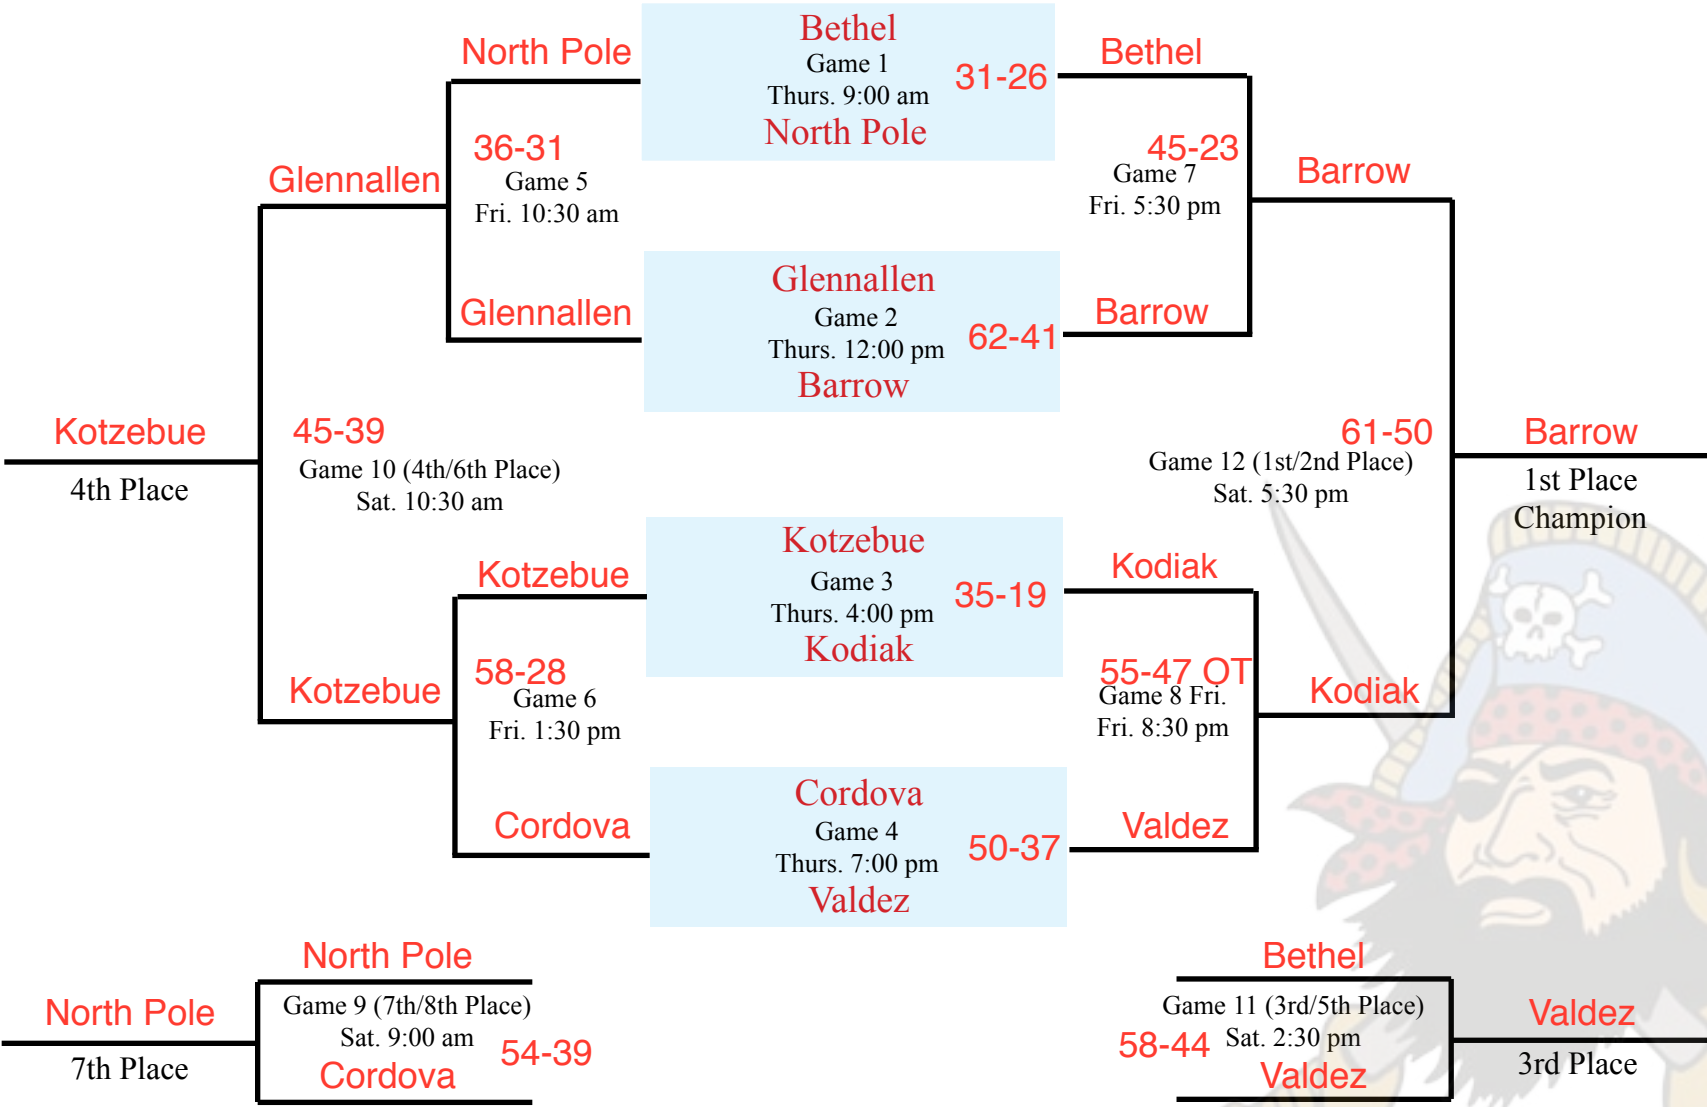 Bethel
North Pole
Game 1
Bethel
31-26
Thurs. 9:00 am
North Pole
36-31
45-23
Glennallen
Game 5
Game 7
Barrow
Fri. 10:30 am
Fri. 5:30 pm
Glennallen
Glennallen
Game 2
Barrow
62-41
Thurs. 12:00 pm
Barrow
Kotzebue
45-39
61-50
Barrow
4th Place
Game 10 (4th/6th Place)
Sat. 10:30 am
Game 12 (1st/2nd Place)
Sat. 5:30 pm
1st Place
Champion
Kotzebue
Kotzebue
Game 3
Kodiak
35-19
Thurs. 4:00 pm
Kodiak
58-28
55-47 OT
Kotzebue
Game 6
Game 8 Fri.
Kodiak
Fri. 1:30 pm
Fri. 8:30 pm
Cordova
Cordova
Game 4
Valdez
50-37
Thurs. 7:00 pm
Valdez
North Pole
North Pole
Game 9 (7th/8th Place)
Sat. 9:00 am
54-39
7th Place
Cordova
Bethel
Game 11 (3rd/5th Place)
58-44
Sat. 2:30 pm
Valdez
Valdez
3rd Place